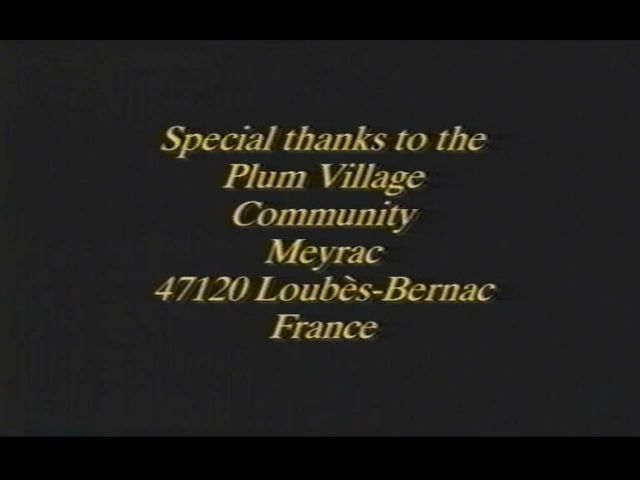 Special thanks to the
Plum Village
Community
Meyrac
47120 Loubès-Bernac
France